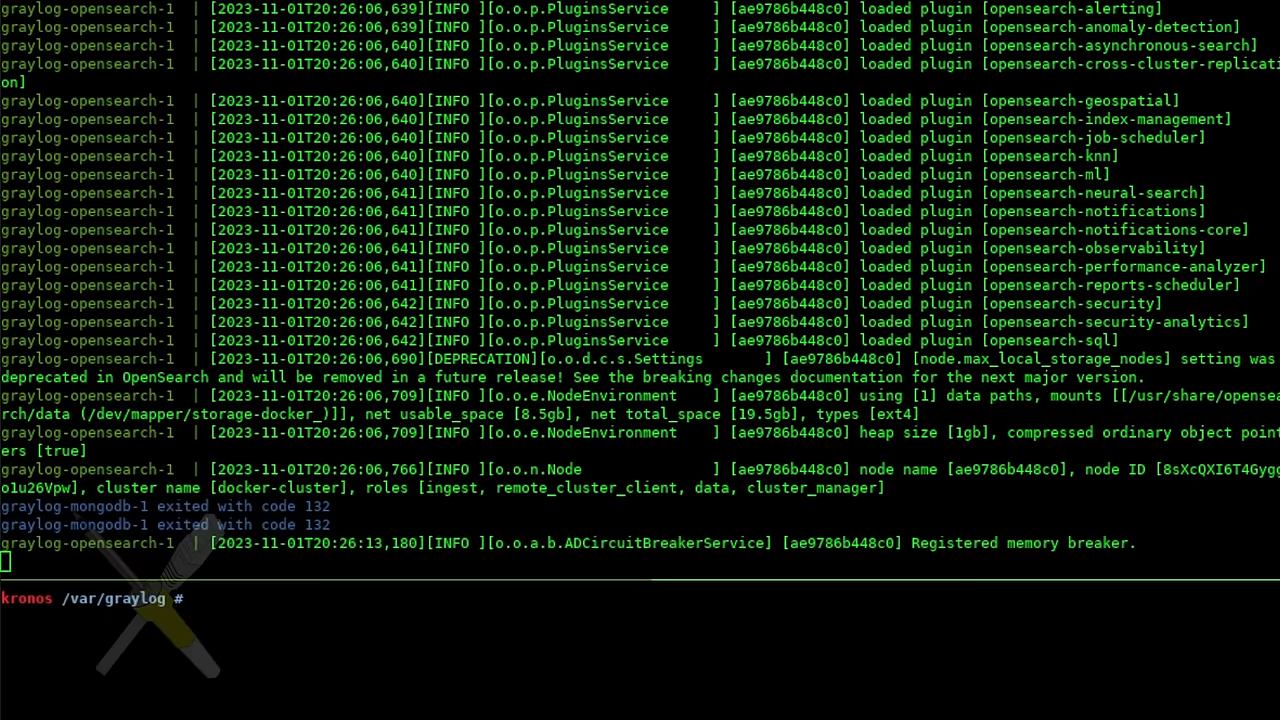 graylog-opensearch-1  | [2023-11-01T20:26:06,639][INFO ][o.o.p.PluginsService     ] [ae9786b448c0] loaded plugin [opensearch-alerting]
graylog-opensearch-1  | [2023-11-01T20:26:06,639][INFO ][o.o.p.PluginsService     ] [ae9786b448c0] loaded plugin [opensearch-anomaly-detection]
graylog-opensearch-1  | [2023-11-01T20:26:06,640][INFO ][o.o.p.PluginsService     ] [ae9786b448c0] loaded plugin [opensearch-asynchronous-search]
graylog-opensearch-1  | [2023-11-01T20:26:06,640][INFO ][o.o.p.PluginsService     ] [ae9786b448c0] loaded plugin [opensearch-cross-cluster-replicati
on]
graylog-opensearch-1  | [2023-11-01T20:26:06,640][INFO ][o.o.p.PluginsService     ] [ae9786b448c0] loaded plugin [opensearch-geospatial]
graylog-opensearch-1  | [2023-11-01T20:26:06,640][INFO ][o.o.p.PluginsService     ] [ae9786b448c0] loaded plugin [opensearch-index-management]
graylog-opensearch-1  | [2023-11-01T20:26:06,640][INFO ][o.o.p.PluginsService     ] [ae9786b448c0] loaded plugin [opensearch-job-scheduler]
graylog-opensearch-1  | [2023-11-01T20:26:06,640][INFO ][o.o.p.PluginsService     ] [ae9786b448c0] loaded plugin [opensearch-knn]
graylog-opensearch-1  | [2023-11-01T20:26:06,640][INFO ][o.o.p.PluginsService     ] [ae9786b448c0] loaded plugin [opensearch-ml]
graylog-opensearch-1  | [2023-11-01T20:26:06,641][INFO ][o.o.p.PluginsService     ] [ae9786b448c0] loaded plugin [opensearch-neural-search]
graylog-opensearch-1  | [2023-11-01T20:26:06,641][INFO ][o.o.p.PluginsService     ] [ae9786b448c0] loaded plugin [opensearch-notifications]
graylog-opensearch-1  | [2023-11-01T20:26:06,641][INFO ][o.o.p.PluginsService     ] [ae9786b448c0] loaded plugin [opensearch-notifications-core]
graylog-opensearch-1  | [2023-11-01T20:26:06,641][INFO ][o.o.p.PluginsService     ] [ae9786b448c0] loaded plugin [opensearch-observability]
graylog-opensearch-1  | [2023-11-01T20:26:06,641][INFO ][o.o.p.PluginsService     ] [ae9786b448c0] loaded plugin [opensearch-performance-analyzer]
graylog-opensearch-1  | [2023-11-01T20:26:06,641][INFO ][o.o.p.PluginsService     ] [ae9786b448c0] loaded plugin [opensearch-reports-scheduler]
graylog-opensearch-1  | [2023-11-01T20:26:06,642][INFO ][o.o.p.PluginsService     ] [ae9786b448c0] loaded plugin [opensearch-security]
graylog-opensearch-1  | [2023-11-01T20:26:06,642][INFO ][o.o.p.PluginsService     ] [ae9786b448c0] loaded plugin [opensearch-security-analytics]
graylog-opensearch-1  | [2023-11-01T20:26:06,642][INFO ][o.o.p.PluginsService     ] [ae9786b448c0] loaded plugin [opensearch-sql]
graylog-opensearch-1  | [2023-11-01T20:26:06,690][DEPRECATION][o.o.d.c.s.Settings       ] [ae9786b448c0] [node.max_local_storage_nodes] setting was
deprecated in OpenSearch and will be removed in a future release! See the breaking changes documentation for the next major version.
graylog-opensearch-1  | [2023-11-01T20:26:06,709][INFO ][o.o.e.NodeEnvironment    ] [ae9786b448c0] using [1] data paths, mounts [[/usr/share/opensea
rch/data (/dev/mapper/storage-docker_)]], net usable_space [8.5gb], net total_space [19.5gb], types [ext4]
graylog-opensearch-1  | [2023-11-01T20:26:06,709][INFO ][o.o.e.NodeEnvironment    ] [ae9786b448c0] heap size [1gb], compressed ordinary object point
ers [true]
graylog-opensearch-1  | [2023-11-01T20:26:06,766][INFO ][o.o.n.Node               ] [ae9786b448c0] node name [ae9786b448c0], node ID [8sXcQXI6T4Gygg
o1u26Vpw], cluster name [docker-cluster], roles [ingest, remote_cluster_client, data, cluster_manager]
graylog-mongodb-1 exited with code 132
graylog-mongodb-1 exited with code 132
graylog-opensearch-1  | [2023-11-01T20:26:13,180][INFO ][o.o.a.b.ADCircuitBreakerService] [ae9786b448c0] Registered memory breaker.
kronos /var/graylog #